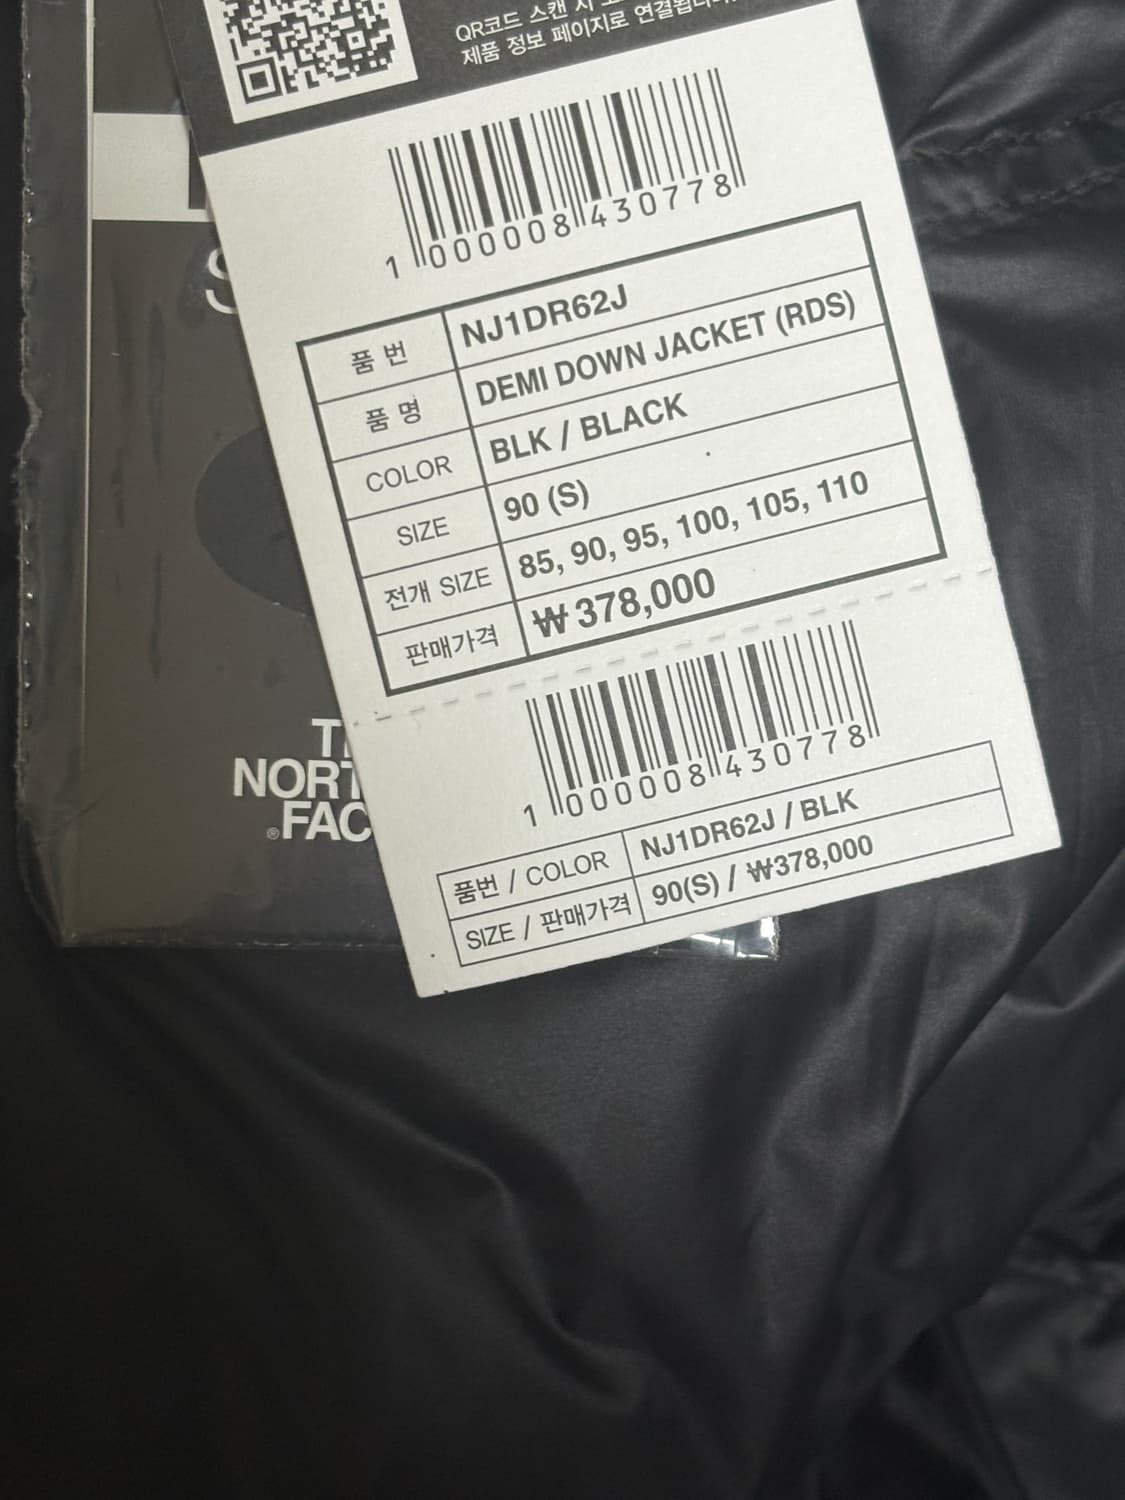 QR코드 스캔 시
제품 정보 페이지로 연결됩니다.
1 000008 430778
품 번 NJ1DR62J
품 명 DEMI DOWN JACKET (RDS)
COLOR BLK / BLACK
SIZE 90 (S)
전개 SIZE 85, 90, 95, 100, 105, 110
판매가격 ₩378,000
1 000008 430778
품번 / COLOR NJ1DR62J / BLK
SIZE / 판매가격 90(S) / ₩378,000
S
TH
NORT
®FAC